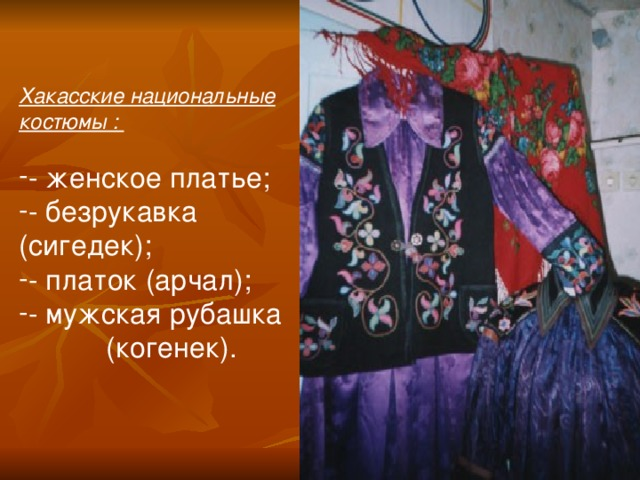 Хакасские национальные
костюмы :
-- женское платье;
-- безрукавка
(сигедек);
-- платок (арчал);
-- мужская рубашка
(когенек).